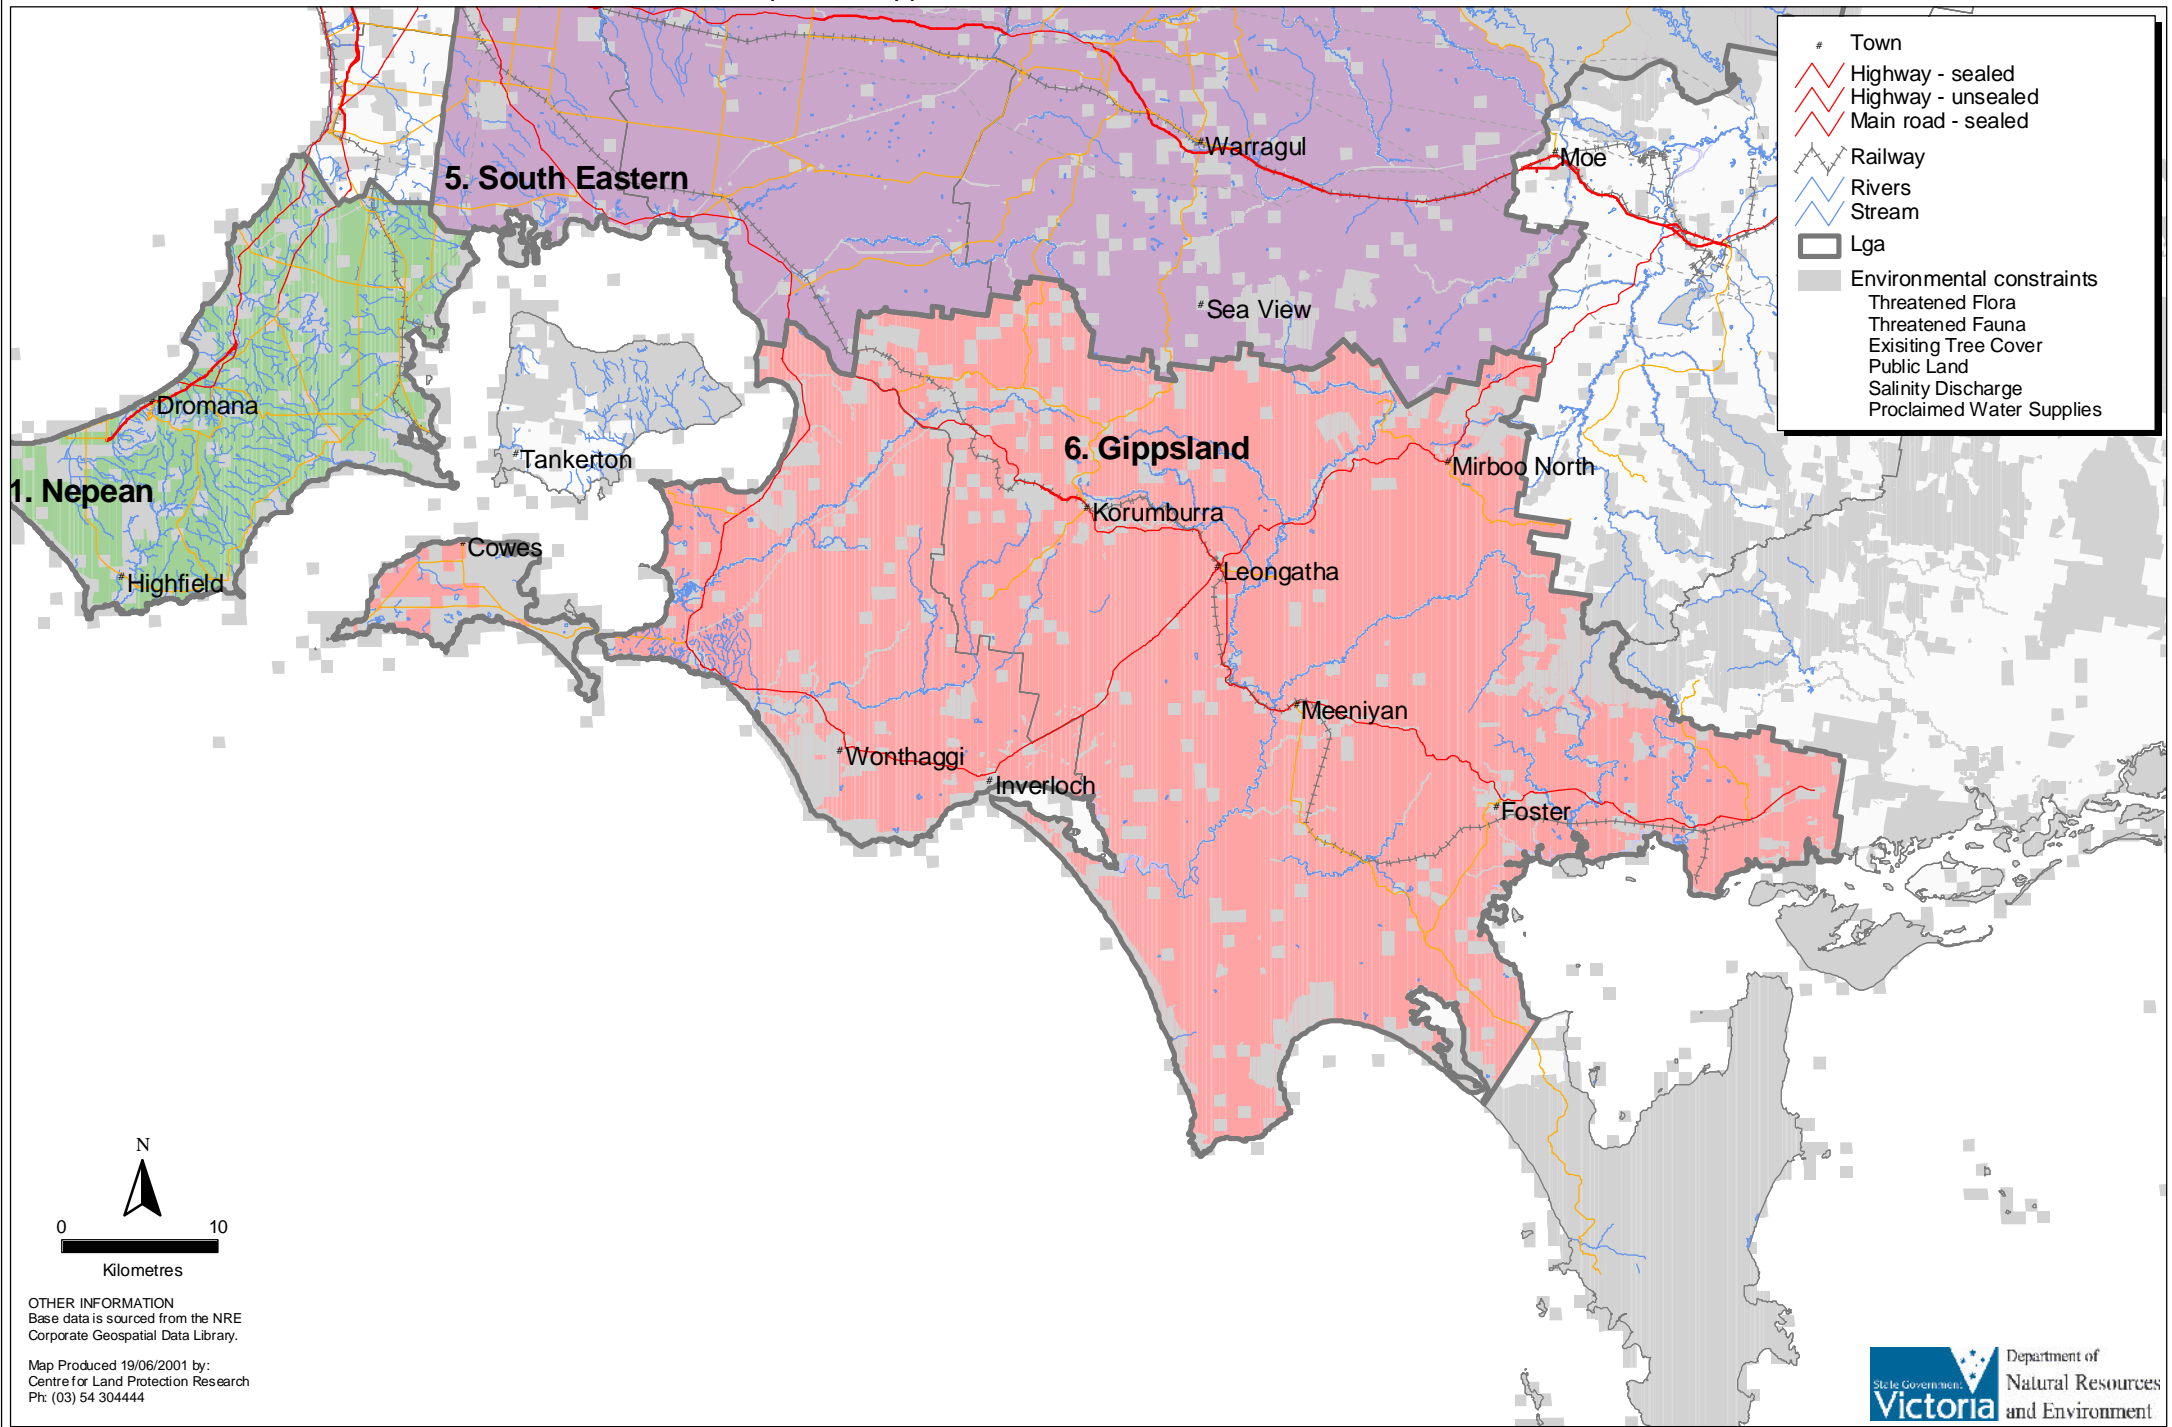 # Town
Highway - sealed
Highway - unsealed
Main road - sealed
Railway
Rivers
Stream
Lga
Environmental constraints
Threatened Flora
Threatened Fauna
Exisiting Tree Cover
Public Land
Salinity Discharge
Proclaimed Water Supplies
5. South Eastern
#Warragul
#Moe
#Sea View
#Dromana
#Tankerton
6. Gippsland
#Mirboo North
1. Nepean
#Korumburra
#Cowes
#Highfield
#Leongatha
#Meeniyan
#Wonthaggi
#Inverloch
#Foster
N
0 10
Kilometres
OTHER INFORMATION
Base data is sourced from the NRE
Corporate Geospatial Data Library.
Map Produced 19/06/2001 by:
Centre for Land Protection Research
Ph: (03) 54 304444
State Government
Victoria
Department of
Natural Resources
and Environment